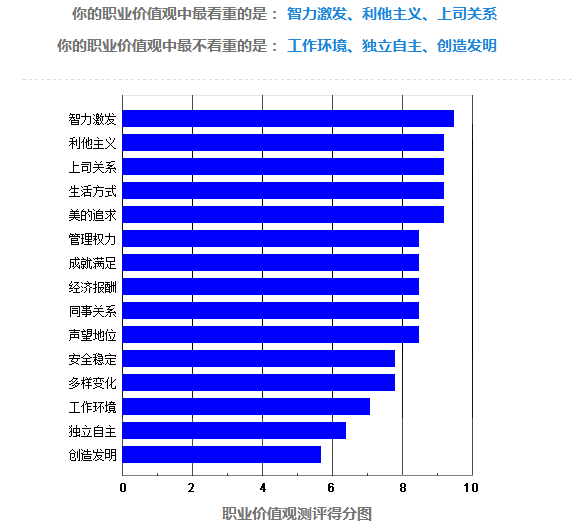 你的职业价值观中最看重的是： 智力激发、利他主义、上司关系
你的职业价值观中最不看重的是： 工作环境、独立自主、创造发明
智力激发
利他主义
上司关系
生活方式
美的追求
管理权力
成就满足
经济报酬
同事关系
声望地位
安全稳定
多样变化
工作环境
独立自主
创造发明
0 2 4 6 8 10
职业价值观测评得分图